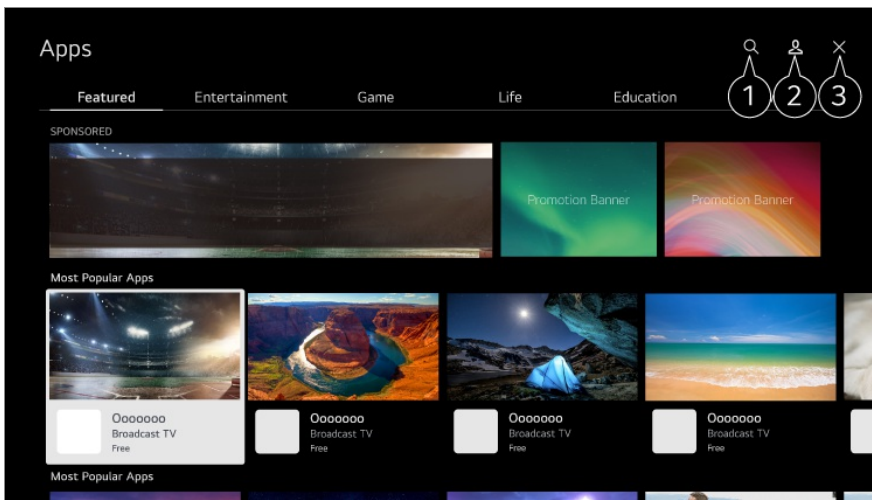 Apps
Featured Entertainment Game Life Education
1 2 3
SPONSORED
Promotion Banner Promotion Banner
Most Popular Apps
Ooooooo Ooooooo Ooooooo Ooooooo
Broadcast TV Broadcast TV Broadcast TV Broadcast TV
Free Free Free Free
Most Popular Apps